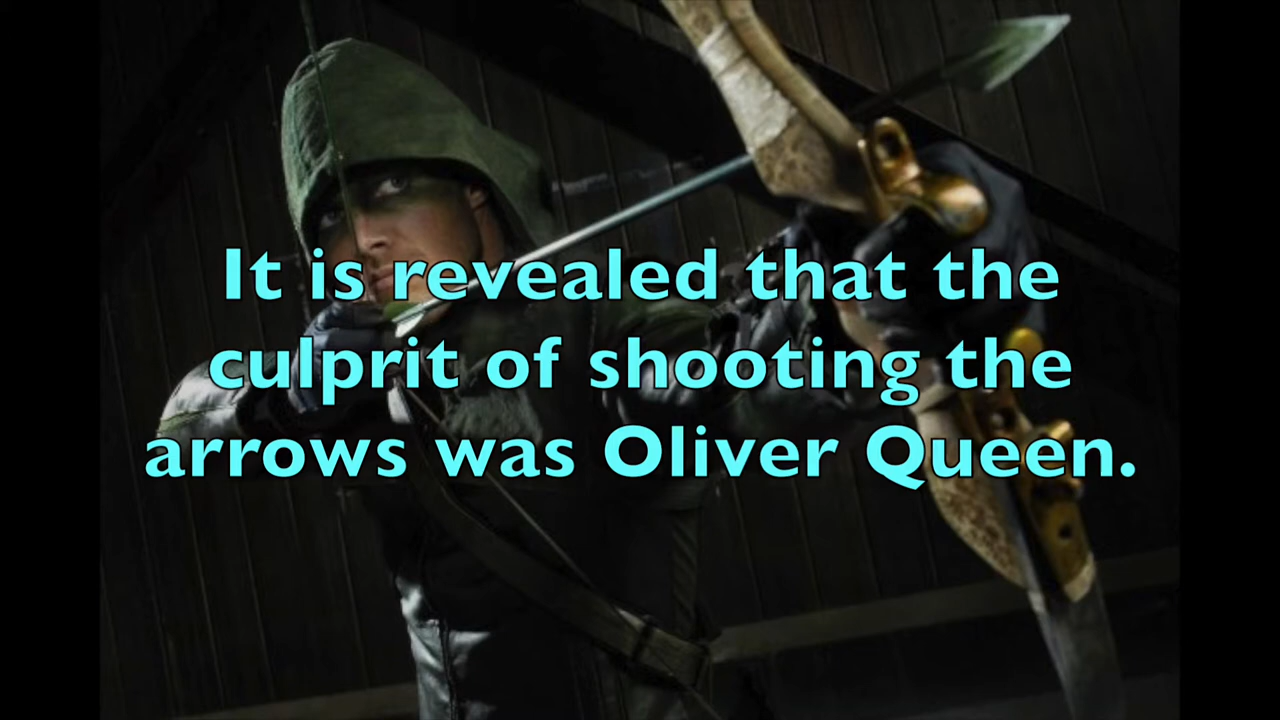 It is revealed that the
culprit of shooting the
arrows was Oliver Queen.